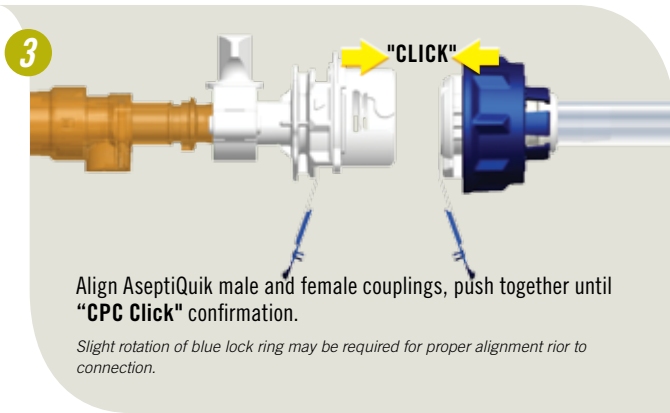 3
"CLICK"
Align AseptiQuik male and female couplings, push together until
“CPC Click" confirmation.
Slight rotation of blue lock ring may be required for proper alignment rior to
connection.